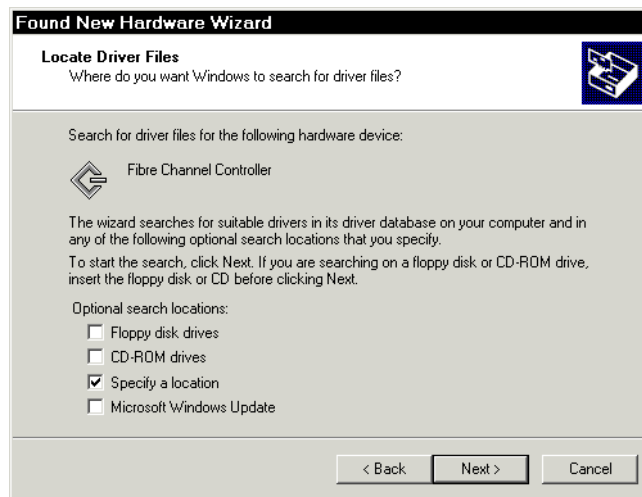 Found New Hardware Wizard
Locate Driver Files
Where do you want Windows to search for driver files?
Search for driver files for the following hardware device:
Fibre Channel Controller
The wizard searches for suitable drivers in its driver database on your computer and in
any of the following optional search locations that you specify.
To start the search, click Next. If you are searching on a floppy disk or CD-ROM drive,
insert the floppy disk or CD before clicking Next.
Optional search locations:
Floppy disk drives
CD-ROM drives
Specify a location
Microsoft Windows Update
< Back
Next >
Cancel